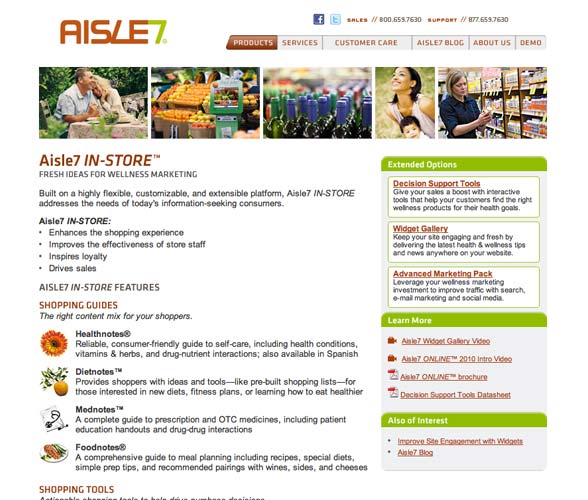 AISLE7®
SALES // 800.659.7630 SUPPORT // 877.659.7630
PRODUCTS SERVICES CUSTOMER CARE AISLE7 BLOG ABOUT US DEMO
Aisle7 IN-STORE™
FRESH IDEAS FOR WELLNESS MARKETING
Built on a highly flexible, customizable, and extensible platform, Aisle7 IN-STORE
addresses the needs of today's information-seeking consumers.
Aisle7 IN-STORE:
• Enhances the shopping experience
• Improves the effectiveness of store staff
• Inspires loyalty
• Drives sales
AISLE7 IN-STORE FEATURES
SHOPPING GUIDES
The right content mix for your shoppers.
Healthnotes®
Reliable, consumer-friendly guide to self-care, including health conditions,
vitamins & herbs, and drug-nutrient interactions; also available in Spanish
Dietnotes™
Provides shoppers with ideas and tools—like pre-built shopping lists—for
those interested in new diets, fitness plans, or learning how to eat healthier
Mednotes™
A complete guide to prescription and OTC medicines, including patient
education handouts and drug-drug interactions
Foodnotes®
A comprehensive guide to meal planning including recipes, special diets,
simple prep tips, and recommended pairings with wines, sides, and cheeses
SHOPPING TOOLS
Actionable shopping tools to help drive purchase decisions.
Extended Options
Decision Support Tools
Give your sales a boost with interactive
tools that help your customers find the right
wellness products for their health goals.
Widget Gallery
Keep your site engaging and fresh by
delivering the latest health & wellness tips
and news anywhere on your website.
Advanced Marketing Pack
Leverage your wellness marketing
investment to improve traffic with search,
e-mail marketing and social media.
Learn More
Aisle7 Widget Gallery Video
Aisle7 ONLINE™ 2010 Intro Video
Aisle7 ONLINE™ brochure
Decision Support Tools Datasheet
Also of Interest
• Improve Site Engagement with Widgets
• Aisle7 Blog